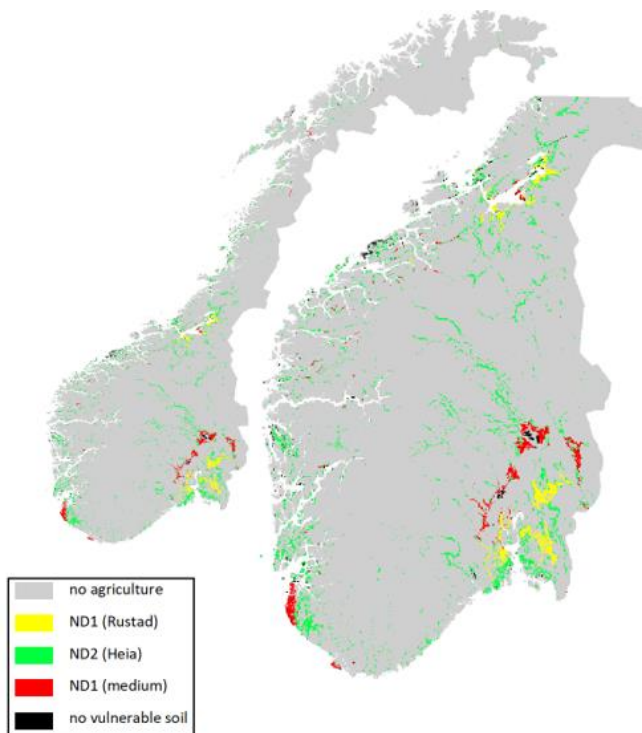 no agriculture
ND1 (Rustad)
ND2 (Heia)
ND1 (medium)
no vulnerable soil